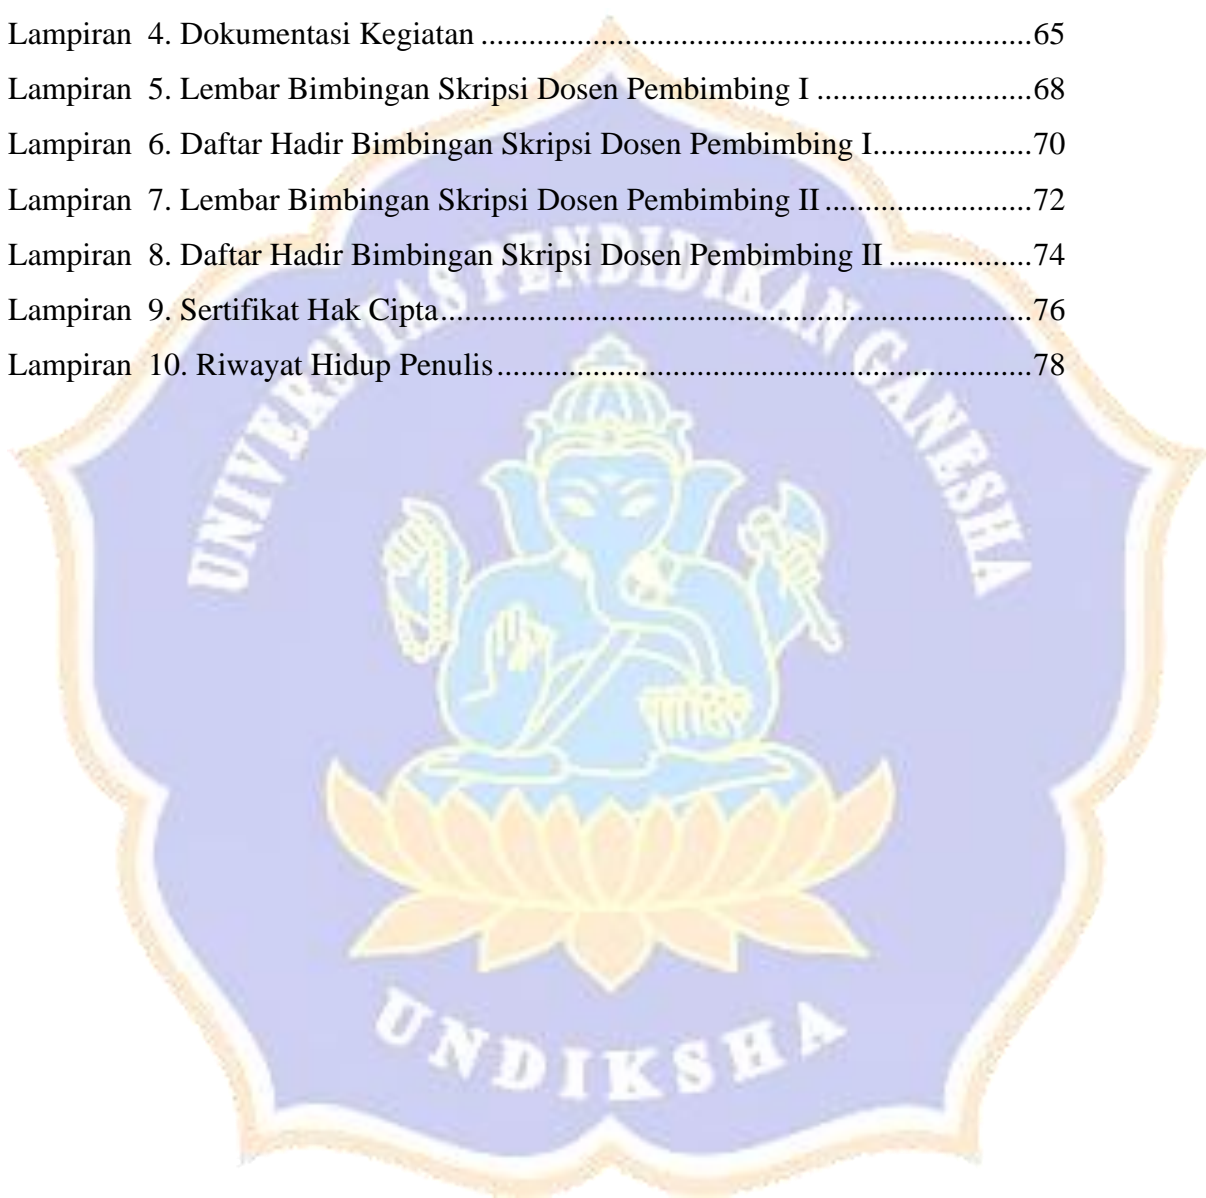 Lampiran 4. Dokumentasi Kegiatan .....................................................................65
Lampiran 5. Lembar Bimbingan Skripsi Dosen Pembimbing I ...........................68
Lampiran 6. Daftar Hadir Bimbingan Skripsi Dosen Pembimbing I....................70
Lampiran 7. Lembar Bimbingan Skripsi Dosen Pembimbing II ..........................72
Lampiran 8. Daftar Hadir Bimbingan Skripsi Dosen Pembimbing II ..................74
Lampiran 9. Sertifikat Hak Cipta..........................................................................76
Lampiran 10. Riwayat Hidup Penulis...................................................................78
UNIVERSITAS PENDIDIKAN GANESHA
UNDIKSHA